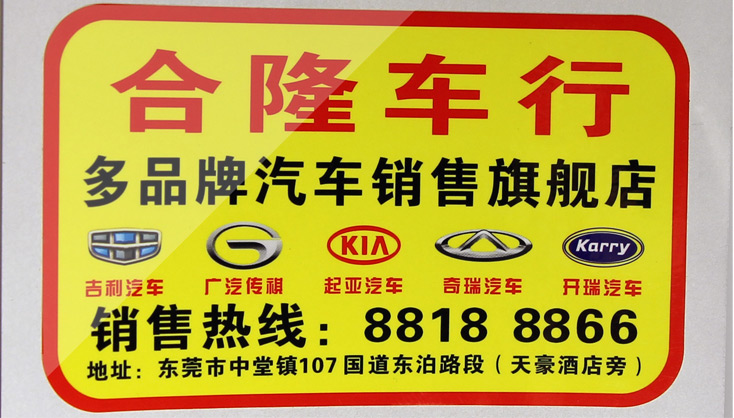 合隆车行
多品牌汽车销售旗舰店
KIA Karry
吉利汽车 广汽传祺 起亚汽车 奇瑞汽车 开瑞汽车
销售热线：8818 8866
地址：东莞市中堂镇107国道东泊路段（天豪酒店旁）